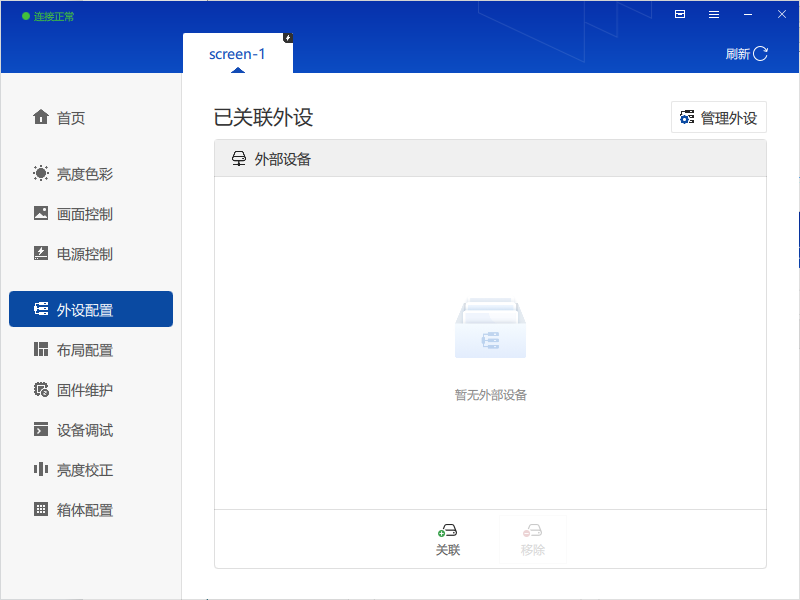 连接正常
screen-1
刷新
首页
亮度色彩
画面控制
电源控制
外设配置
布局配置
固件维护
设备调试
亮度校正
箱体配置
已关联外设
管理外设
外部设备
暂无外部设备
关联
移除